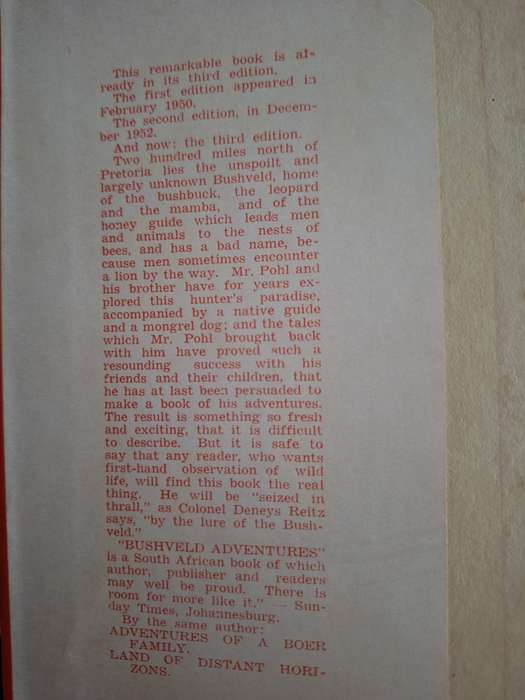 This remarkable book is al-
ready in its third edition.
The first edition appeared in
February 1950.
The second edition, in Decem-
ber 1952.
And now: the third edition.
Two hundred miles north of
Pretoria lies the unspoilt and
largely unknown Bushveld, home
of the bushbuck, the leopard
and the mamba, and of the
honey guide which leads men
and animals to the nests of
bees, and has a bad name, be-
cause men sometimes encounter
a lion by the way. Mr. Pohl and
his brother have for years ex-
plored this hunter's paradise,
accompanied by a native guide
and a mongrel dog; and the tales
which Mr. Pohl brought back
with him have proved such a
resounding success with his
friends and their children, that
he has at last been persuaded to
make a book of his adventures.
The result is something so fresh
and exciting, that it is difficult
to describe. But it is safe to
say that any reader, who wants
first-hand observation of wild
life, will find this book the real
thing. He will be "seized in
thrall," as Colonel Deneys Reitz
says, "by the lure of the Bush-
veld."
"BUSHVELD ADVENTURES"
is a South African book of which
author, publisher and readers
may well be proud. There is
room for more like it." — Sun-
day Times, Johannesburg.
By the same author:
ADVENTURES OF A BOER
FAMILY.
LAND OF DISTANT HORI-
ZONS.